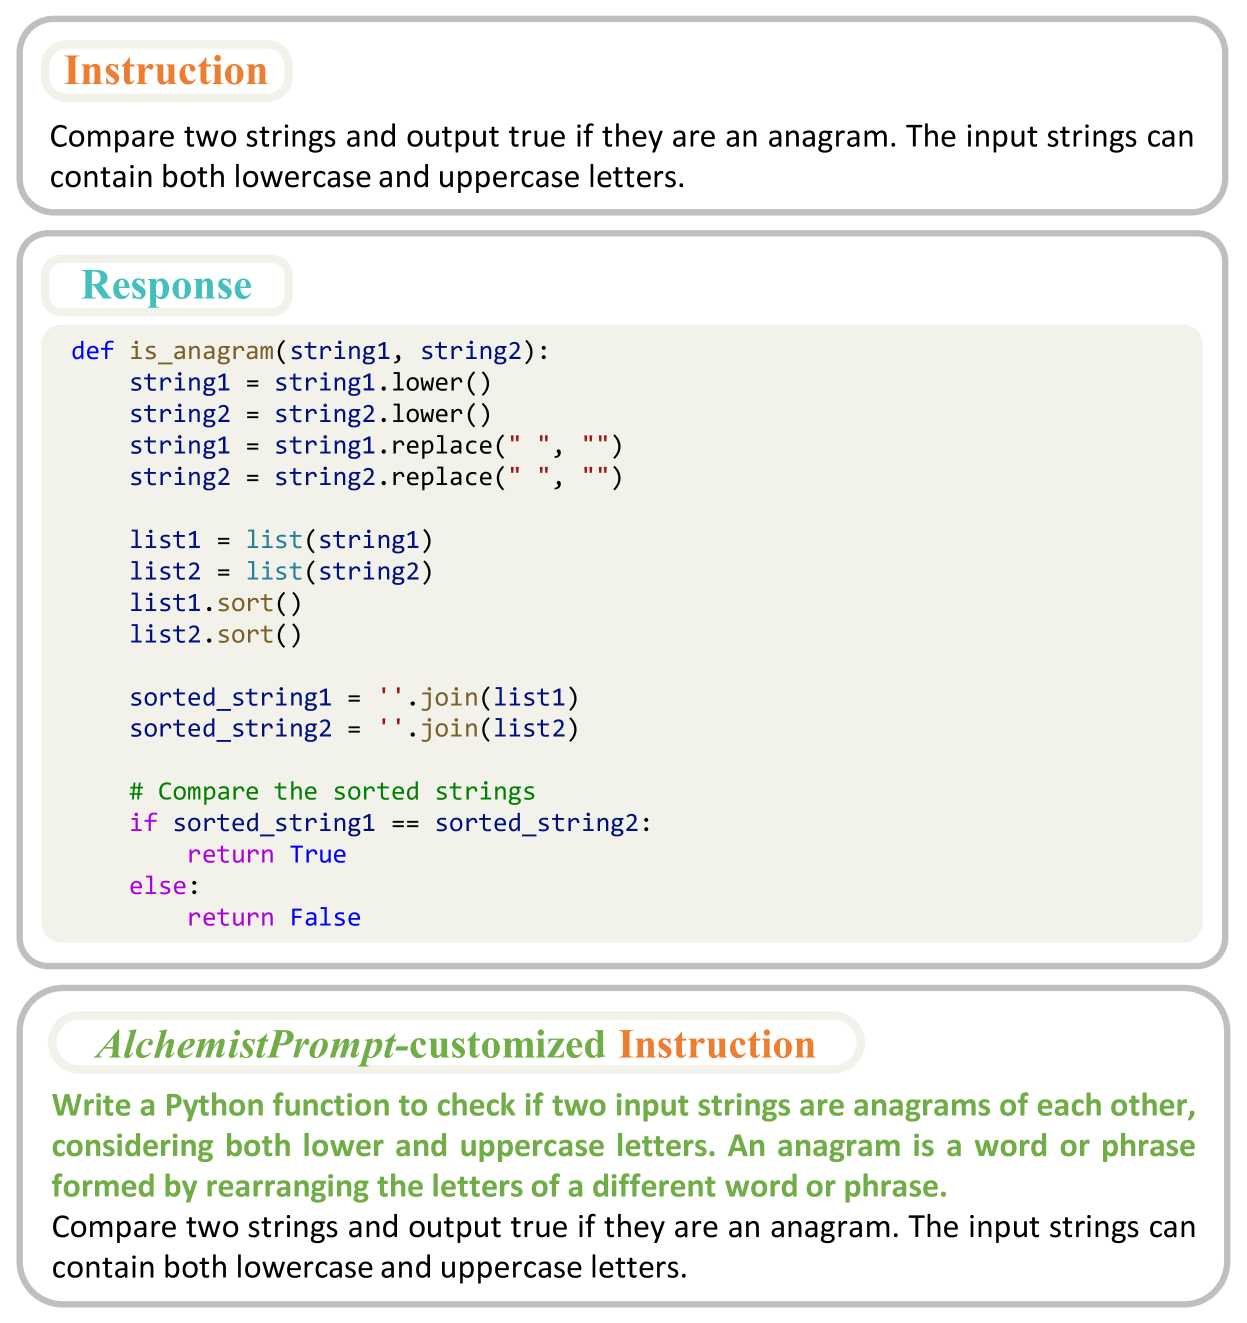 Instruction
Compare two strings and output true if they are an anagram. The input strings can
contain both lowercase and uppercase letters.
Response
def is_anagram(string1, string2):
    string1 = string1.lower()
    string2 = string2.lower()
    string1 = string1.replace(" ", "")
    string2 = string2.replace(" ", "")
    list1 = list(string1)
    list2 = list(string2)
    list1.sort()
    list2.sort()
    sorted_string1 = ''.join(list1)
    sorted_string2 = ''.join(list2)
    # Compare the sorted strings
    if sorted_string1 == sorted_string2:
        return True
    else:
        return False
AlchemistPrompt-customized Instruction
Write a Python function to check if two input strings are anagrams of each other,
considering both lower and uppercase letters. An anagram is a word or phrase
formed by rearranging the letters of a different word or phrase.
Compare two strings and output true if they are an anagram. The input strings can
contain both lowercase and uppercase letters.